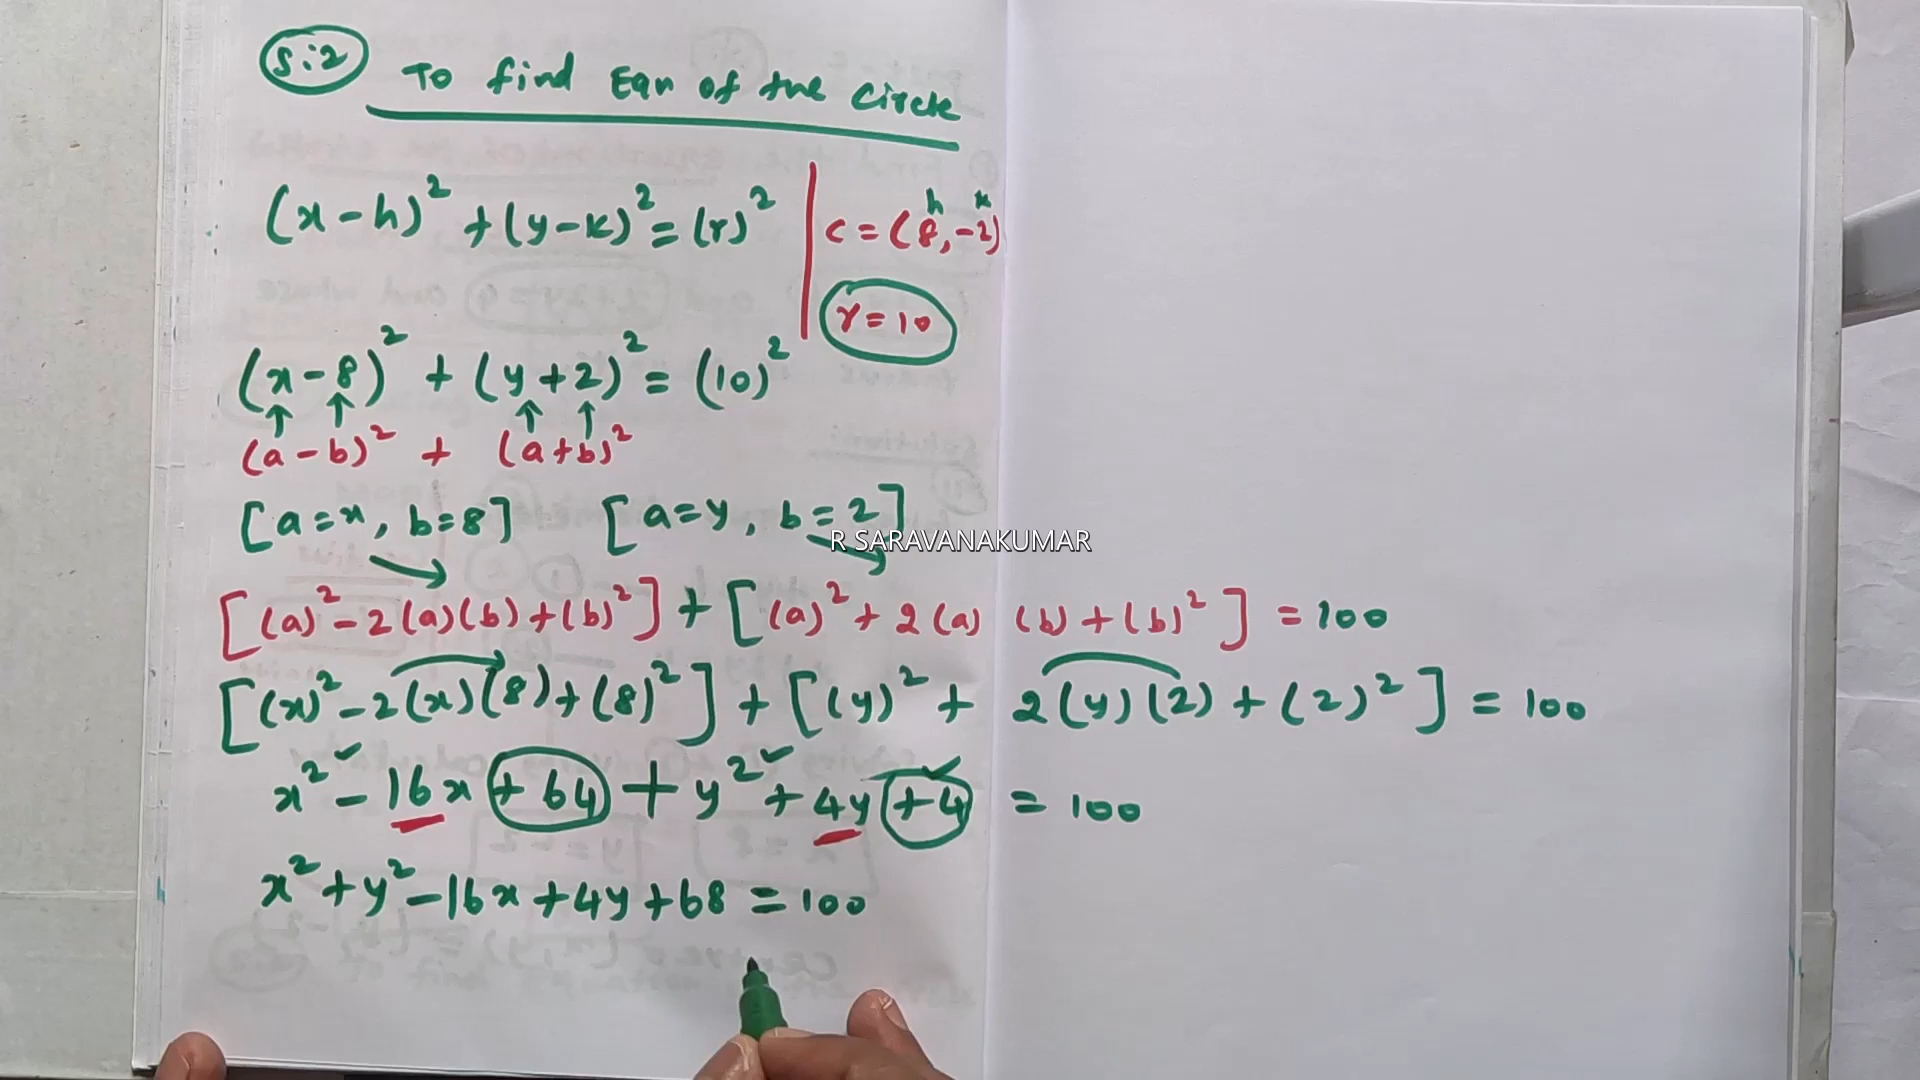 S:2 To find Eqn of the circle
(x-h)² + (y-k)² = (r)²
h k
C = (8, -2)
r = 10
(x-8)² + (y+2)² = (10)²
(a-b)² + (a+b)²
[a=x, b=8] [a=y, b=2]
R SARAVANAKUMAR
[(a)² - 2(a)(b) + (b)²] + [(a)² + 2(a) (b) + (b)²] = 100
[(x)² - 2(x)(8) + (8)²] + [(y)² + 2(y)(2) + (2)²] = 100
x² - 16x + 64 + y² + 4y + 4 = 100
x² + y² - 16x + 4y + 68 = 100